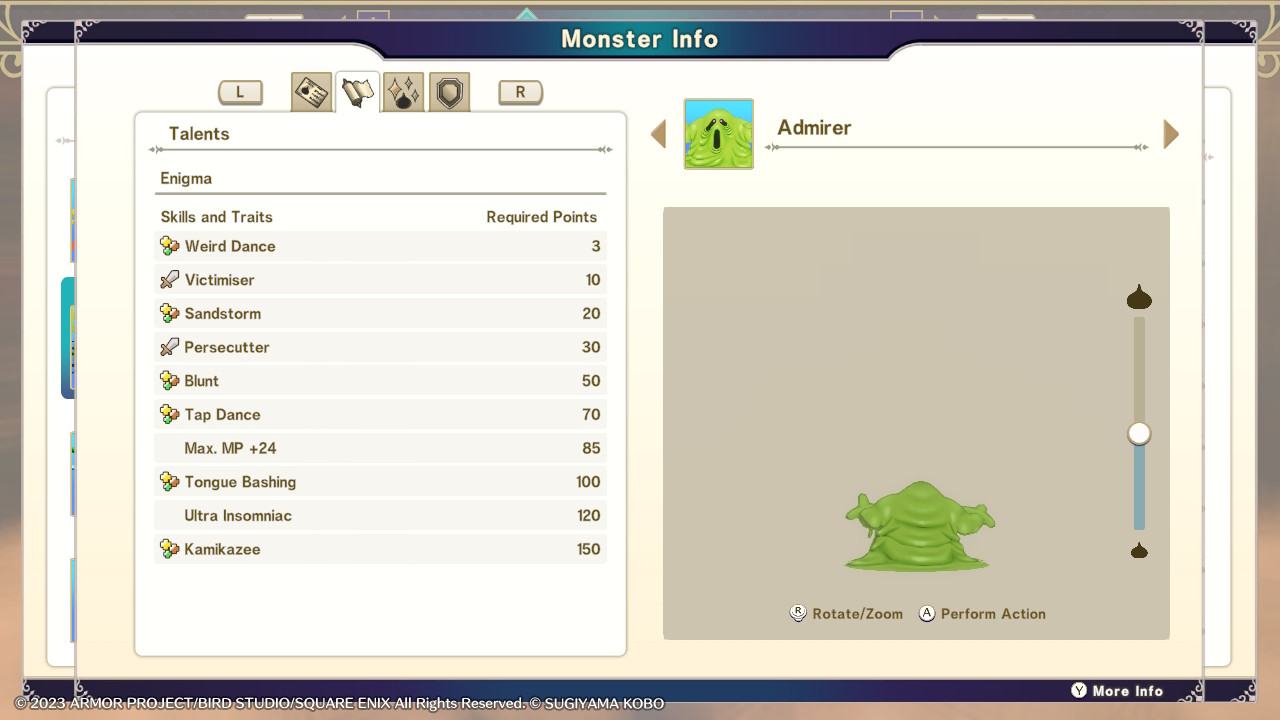 Monster Info
L
R
Talents
Enigma
Skills and Traits Required Points
Weird Dance 3
Victimiser 10
Sandstorm 20
Persecutter 30
Blunt 50
Tap Dance 70
Max. MP +24 85
Tongue Bashing 100
Ultra Insomniac 120
Kamikazee 150
Admirer
R Rotate/Zoom A Perform Action
Y More Info
© 2023 ARMOR PROJECT/BIRD STUDIO/SQUARE ENIX All Rights Reserved. © SUGIYAMA KOBO